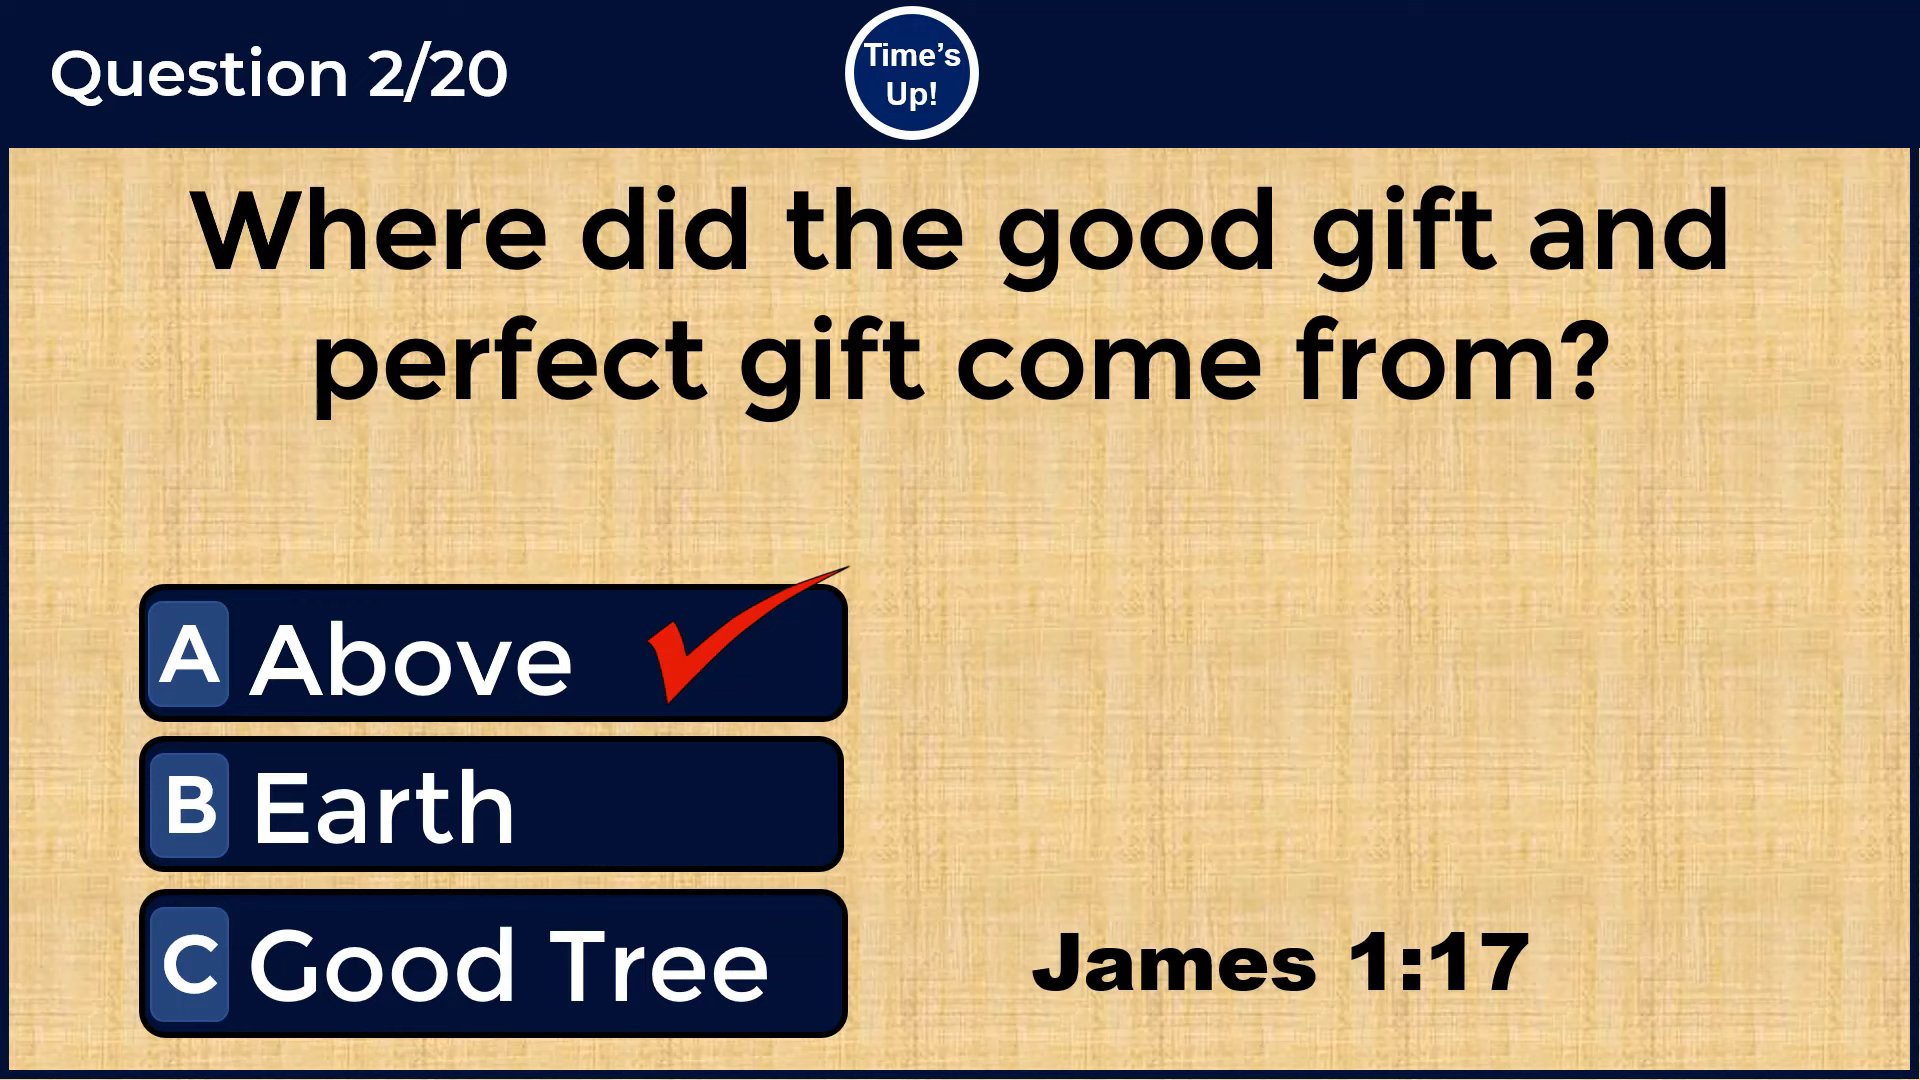 Question 2/20
Time's
Up!
Where did the good gift and
perfect gift come from?
A Above
B Earth
C Good Tree
James 1:17